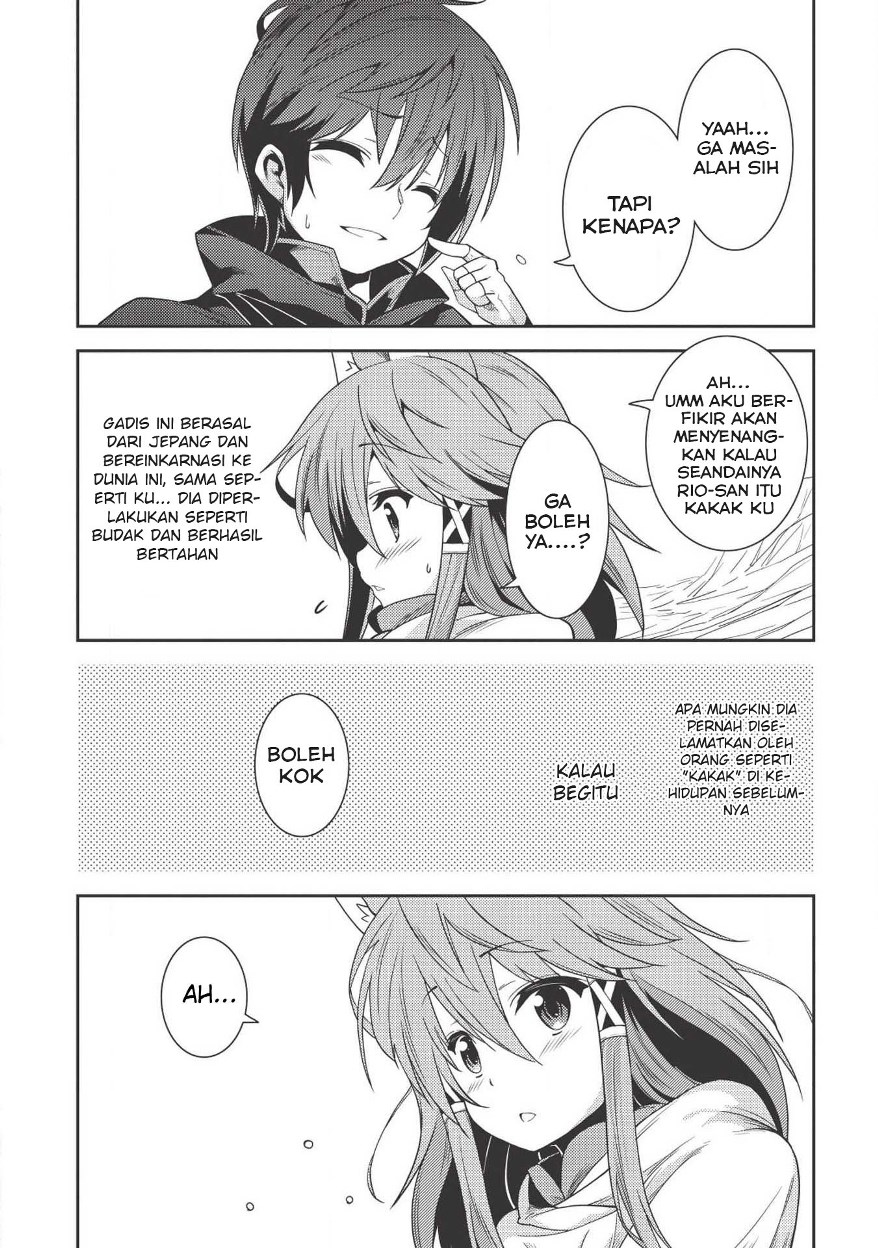 YAAH...
GA MAS-
ALAH SIH
TAPI
KENAPA?
AH...
UMM AKU BER-
FIKIR AKAN
MENYENANG-
KAN KALAU
SEANDAINYA
RIO-SAN ITU
KAKAK KU
GA
BOLEH
YA....?
GADIS INI BERASAL
DARI JEPANG DAN
BEREINKARNASI KE
DUNIA INI, SAMA SEP-
ERTI KU... DIA DIPER-
LAKUKAN SEPERTI
BUDAK DAN BERHASIL
BERTAHAN
APA MUNGKIN DIA
PERNAH DISE-
LAMATKAN OLEH
ORANG SEPERTI
"KAKAK" DI KE-
HIDUPAN SEBELUM-
NYA
KALAU
BEGITU
BOLEH
KOK
AH...